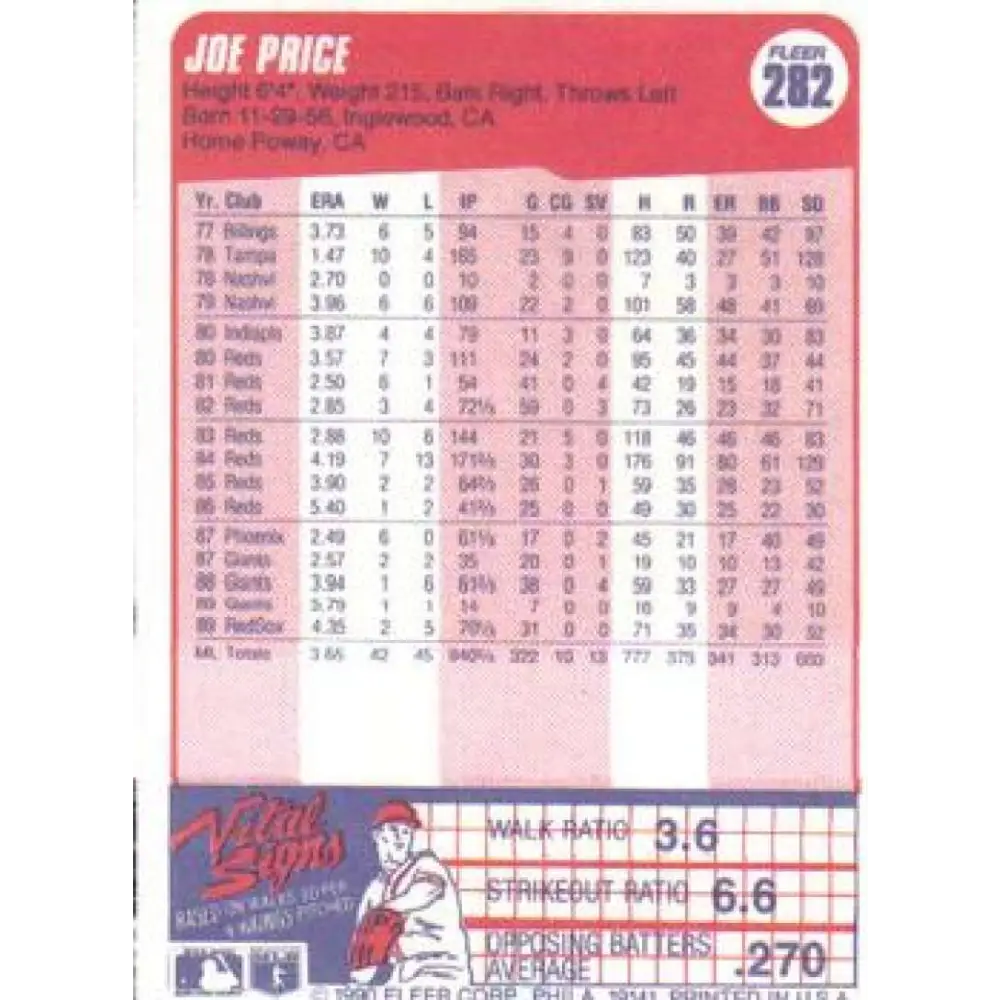 JOE PRICE
FLEER
282
Height 6'4", Weight 215, Bats Right, Throws Left
Born 11-29-56, Inglewood, CA
Home Poway, CA
Yr. Club ERA W L IP G CG SV H R ER BB SO
77 Billings 3.73 6 5 94 15 4 0 83 50 39 42 97
78 Tampa 1.47 10 4 165 23 9 0 123 40 27 51 128
78 Nashvl 2.70 0 0 10 2 0 0 7 3 3 3 10
79 Nashvl 3.96 6 6 109 22 2 0 101 58 48 41 69
80 Indiapls 3.87 4 4 79 11 3 0 64 36 34 30 83
80 Reds 3.57 7 3 111 24 2 0 95 45 44 37 44
81 Reds 2.50 6 1 54 41 0 4 42 19 15 18 41
82 Reds 2.85 3 4 72⅔ 59 0 3 73 26 23 32 71
83 Reds 2.88 10 6 144 21 5 0 118 46 46 46 83
84 Reds 4.19 7 13 171⅔ 30 3 0 176 91 80 61 129
85 Reds 3.90 2 2 64⅔ 26 0 1 59 35 28 23 52
86 Reds 5.40 1 2 41⅔ 25 0 0 49 30 25 22 30
87 Phoenix 2.49 6 0 61⅓ 17 0 2 45 21 17 40 49
87 Giants 2.57 2 2 35 20 0 1 19 10 10 13 42
88 Giants 3.94 1 6 61⅔ 38 0 4 59 33 27 27 49
89 Giants 5.79 1 1 14 7 0 0 16 9 9 4 10
89 RedSox 4.35 2 5 70⅓ 31 0 0 71 35 34 30 52
ML Totals 3.65 42 45 840⅔ 322 10 13 777 379 341 313
Vital Signs
BASED ON WALKS
9 INNINGS PITCHED
WALK RATIO 3.6
STRIKEOUT RATIO 6.6
OPPOSING BATTERS
AVERAGE .270
© 1990 FLEER CORP., PHILA., 19141 PRINTED IN U.S.A.